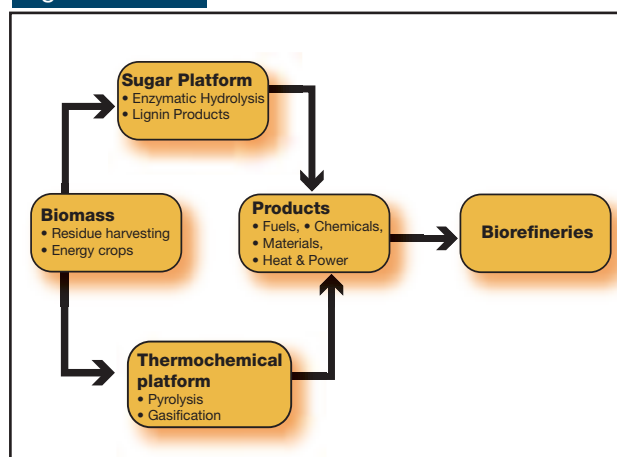 Sugar Platform
• Enzymatic Hydrolysis
• Lignin Products
Biomass
• Residue harvesting
• Energy crops
Products
• Fuels, • Chemicals,
• Materials,
• Heat & Power
Biorefineries
Thermochemical
platform
• Pyrolysis
• Gasification